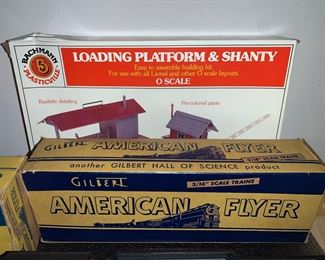 BACHMANN
PLASTICVILLE
LOADING PLATFORM & SHANTY
Easy to assemble building kit.
For use with all Lionel and other O scale layouts
O SCALE
Realistic detailing
Pre-colored parts
GILBERT AMERICAN FLYER
3/16" SCALE TRAINS
another GILBERT HALL OF SCIENCE product
GILBERT
3/16" SCALE TRAINS
AMERICAN FLYER